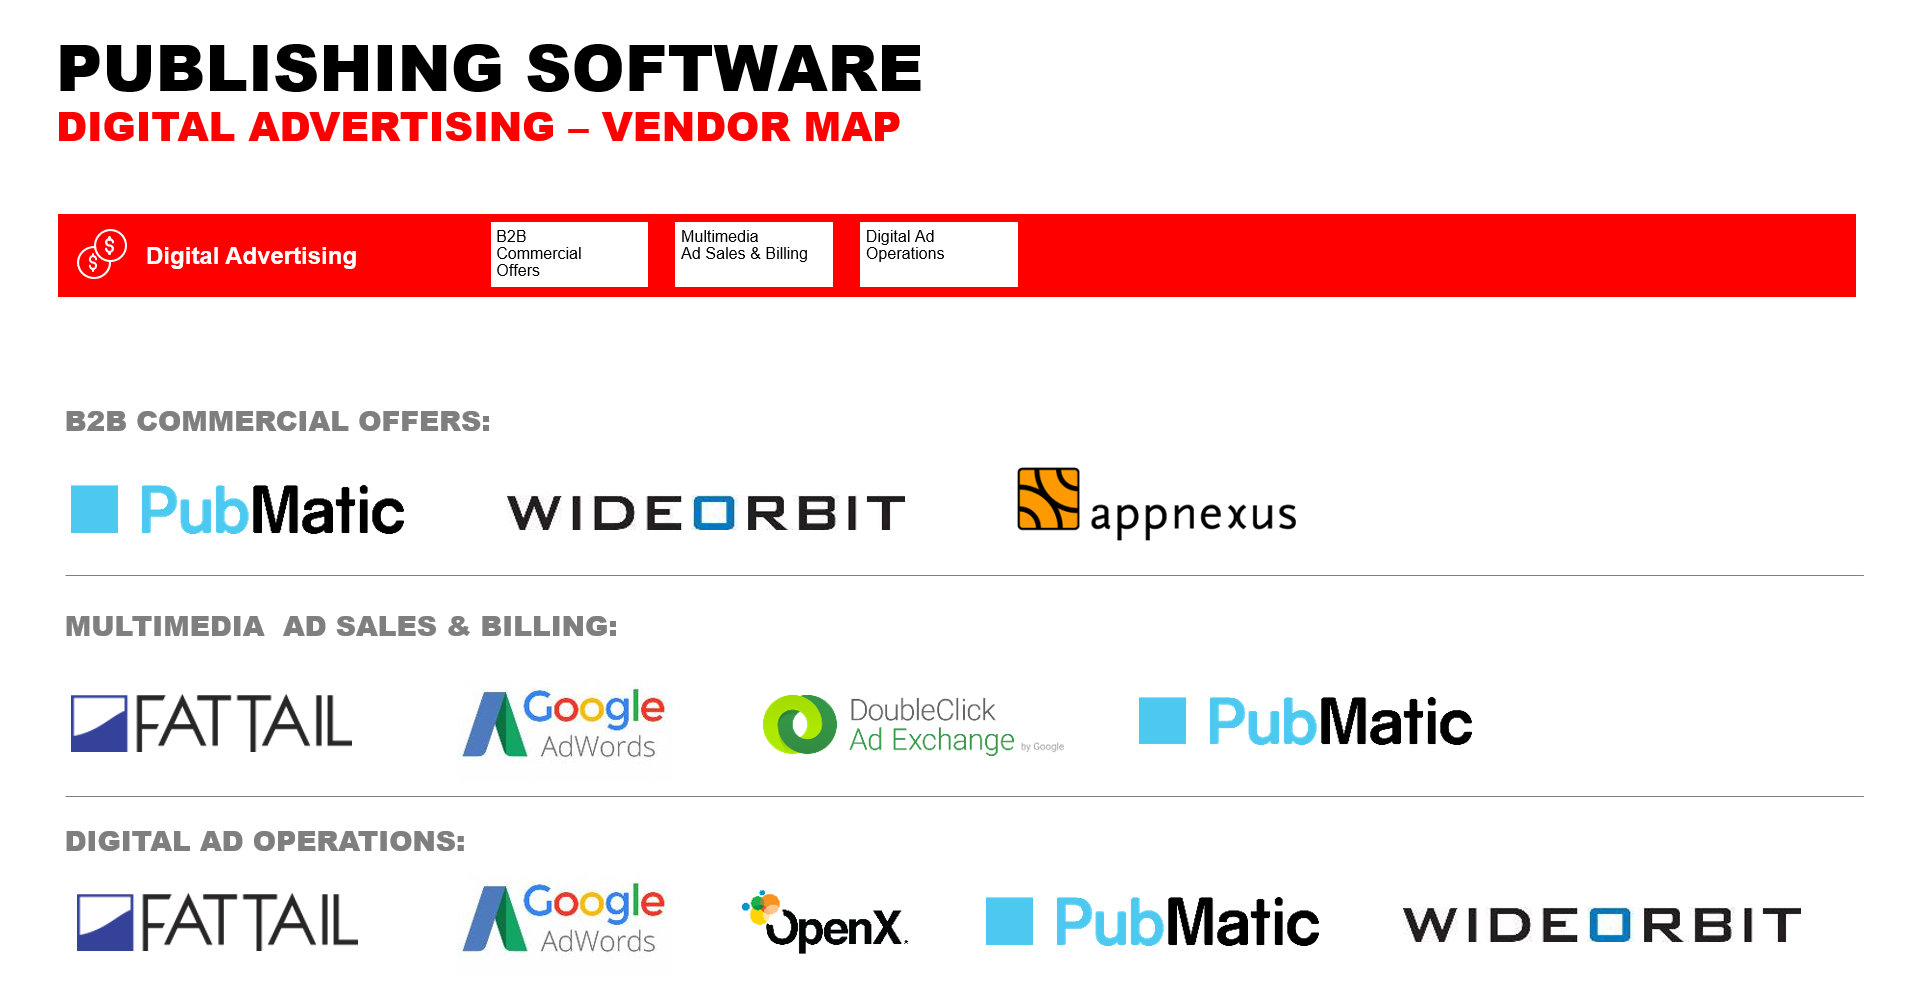 PUBLISHING SOFTWARE
DIGITAL ADVERTISING – VENDOR MAP
Digital Advertising
B2B
Commercial
Offers
Multimedia
Ad Sales & Billing
Digital Ad
Operations
B2B COMMERCIAL OFFERS:
PubMatic
WIDEORBIT
appnexus
MULTIMEDIA AD SALES & BILLING:
FATTAIL
Google
AdWords
DoubleClick
Ad Exchange by Google
PubMatic
DIGITAL AD OPERATIONS:
FATTAIL
Google
AdWords
OpenX
PubMatic
WIDEORBIT